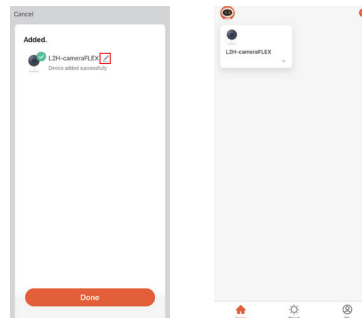 Cancel
Added.
L2H-cameraFLEX
Device added successfully
Done
L2H-cameraFLEX